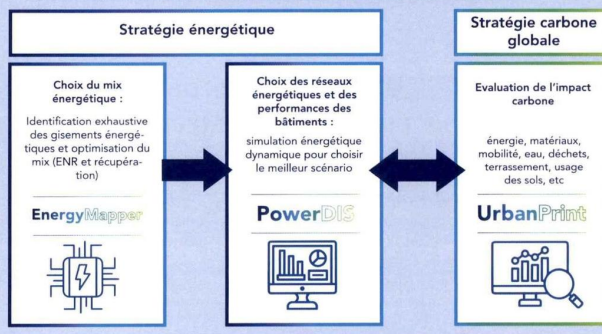 Stratégie énergétique
Stratégie carbone
globale
Choix du mix
énergétique :
Identification exhaustive
des gisements énergé-
tiques et optimisation du
mix (ENR et récupéra-
tion)
EnergyMapper
Choix des réseaux
énergétiques et des
performances des
bâtiments :
simulation énergétique
dynamique pour choisir
le meilleur scénario
PowerDIS
Evaluation de l'impact
carbone
énergie, matériaux,
mobilité, eau, déchets,
terrassement, usage
des sols, etc
UrbanPrint